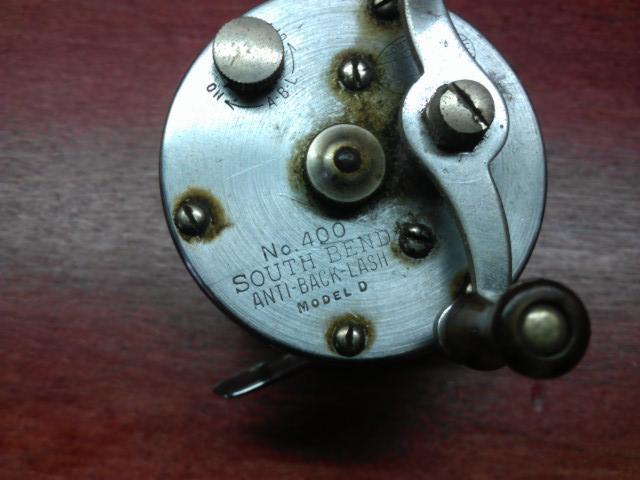 ON
A-B-L
No. 400
SOUTH BEND
ANTI-BACK-LASH
MODEL D